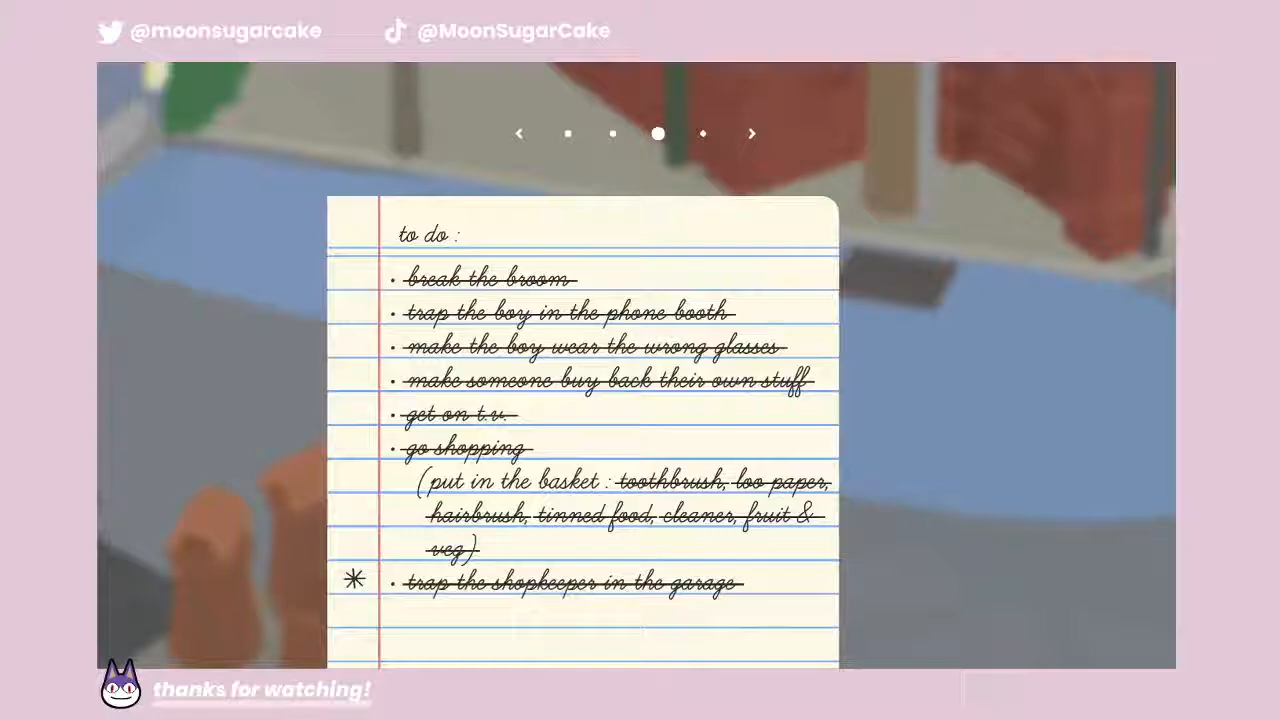 @moonsugarcake @MoonSugarCake
to do :
• break the broom
• trap the boy in the phone booth
• make the boy wear the wrong glasses
• make someone buy back their own stuff
• get on t.v.
• go shopping
(put in the basket : toothbrush, loo paper,
hairbrush, tinned food, cleaner, fruit &
veg)
• trap the shopkeeper in the garage
thanks for watching!